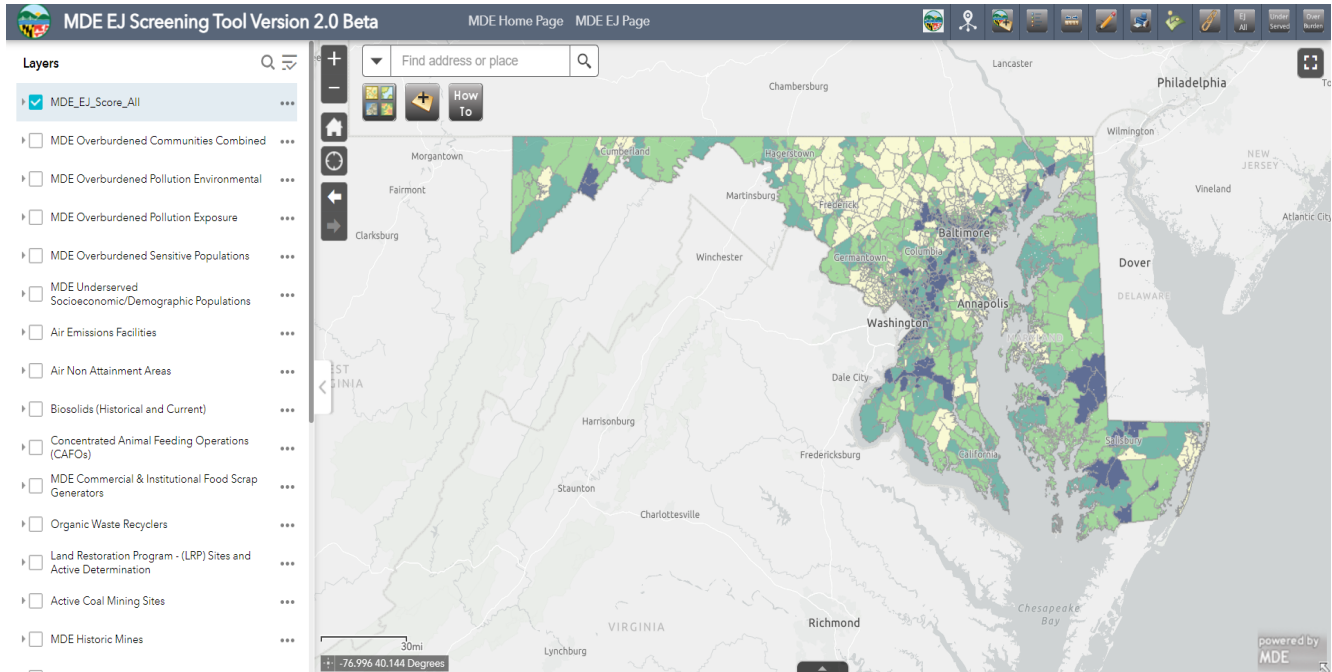 MDE EJ Screening Tool Version 2.0 Beta
MDE Home Page
MDE EJ Page
EJ
All
Under
Served
Over
Burden
Layers
MDE_EJ_Score_All
MDE Overburdened Communities Combined
MDE Overburdened Pollution Environmental
MDE Overburdened Pollution Exposure
MDE Overburdened Sensitive Populations
MDE Underserved
Socioeconomic/Demographic Populations
Air Emissions Facilities
Air Non Attainment Areas
Biosolids (Historical and Current)
Concentrated Animal Feeding Operations
(CAFOs)
MDE Commercial & Institutional Food Scrap
Generators
Organic Waste Recyclers
Land Restoration Program - (LRP) Sites and
Active Determination
Active Coal Mining Sites
MDE Historic Mines
Find address or place
How
To
Lancaster
Philadelphia
Chambersburg
Wilmington
NEW
JERSEY
Morgantown
Cumberland
Hagerstown
Fairmont
Martinsburg
Frederick
Vineland
Atlantic City
Clarksburg
Baltimore
Winchester
Germantown
Columbia
Dover
DELAWARE
Annapolis
Washington
Dale City
Harrisonburg
Salisbury
Fredericksburg
California
Staunton
Charlottesville
Chesapeake
Bay
VIRGINIA
Richmond
Lynchburg
30mi
-76.996 40.144 Degrees
powered by
MDE